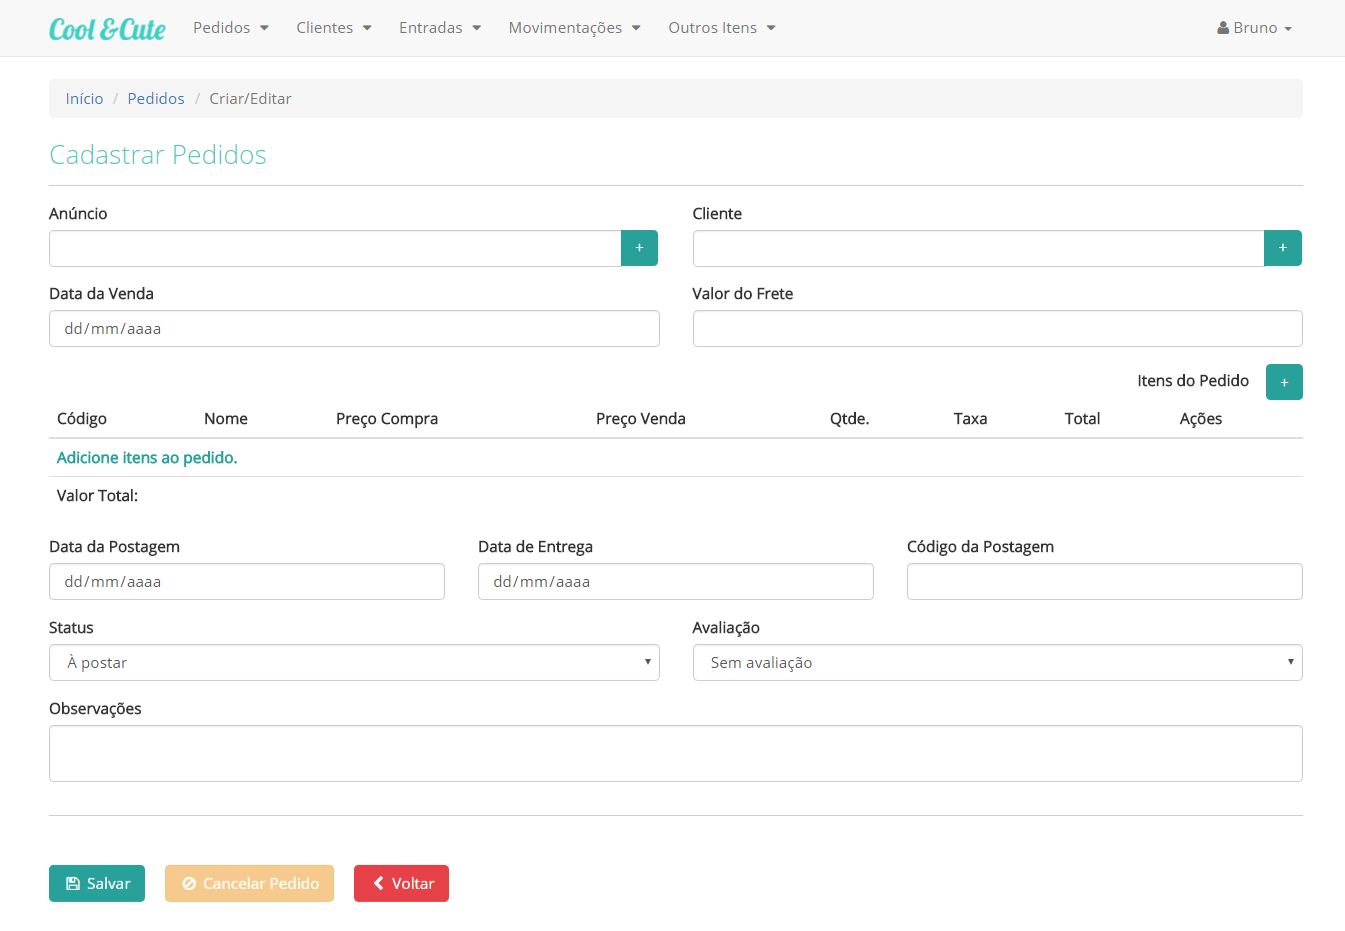 Cool &Cute Pedidos Clientes Entradas Movimentações Outros Itens Bruno
Início / Pedidos / Criar/Editar
Cadastrar Pedidos
Anúncio Cliente
+ +
Data da Venda Valor do Frete
dd/mm/aaaa
Itens do Pedido +
Código Nome Preço Compra Preço Venda Qtde. Taxa Total Ações
Adicione itens ao pedido.
Valor Total:
Data da Postagem Data de Entrega Código da Postagem
dd/mm/aaaa dd/mm/aaaa
Status Avaliação
À postar Sem avaliação
Observações
Salvar Cancelar Pedido Voltar